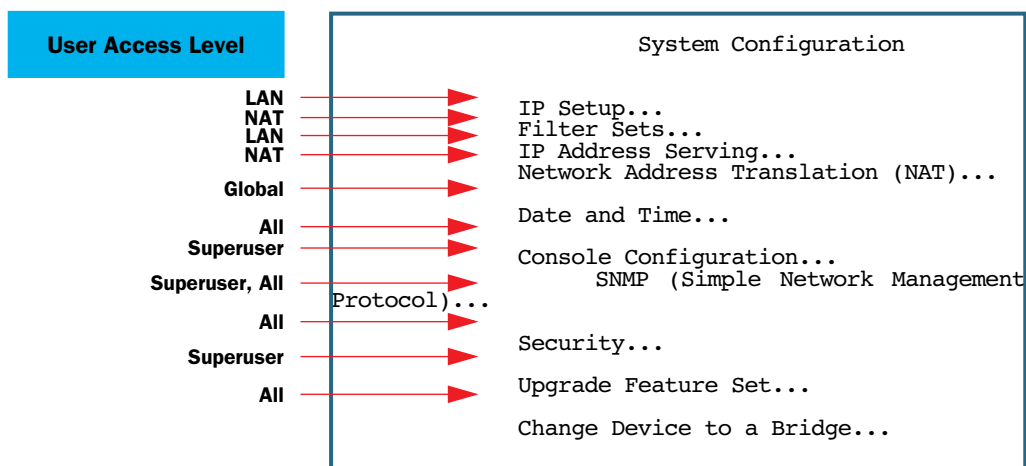 User Access Level
System Configuration
LAN
IP Setup...
NAT
Filter Sets...
LAN
IP Address Serving...
NAT
Network Address Translation (NAT)...
Global
Date and Time...
All
Superuser
Console Configuration...
Superuser, All
SNMP (Simple Network Management
Protocol)...
All
Security...
Superuser
Upgrade Feature Set...
All
Change Device to a Bridge...